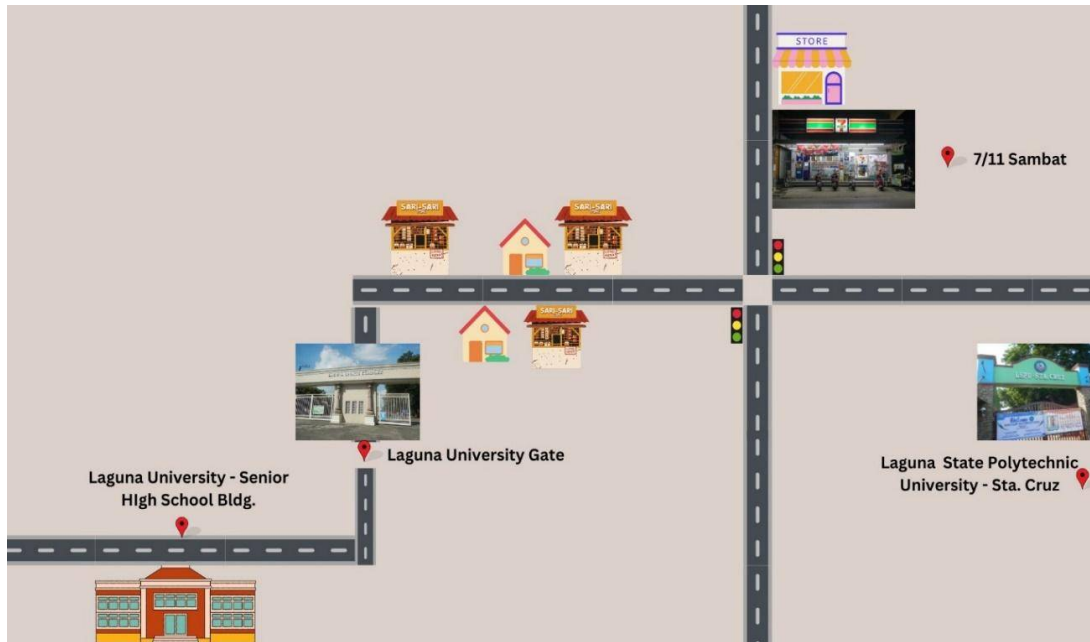 STORE
7/11 Sambat
SARI-SARI
SARI-SARI
SARI-SARI
Laguna University Gate
Laguna University - Senior
HIgh School Bldg.
Laguna State Polytechnic
University - Sta. Cruz